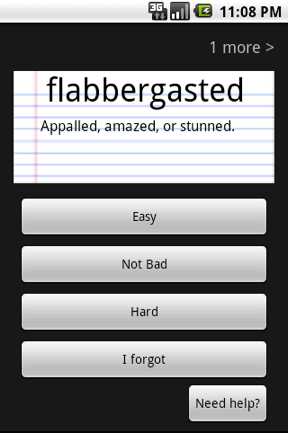 3G 11:08 PM
1 more >
flabbergasted
Appalled, amazed, or stunned.
Easy
Not Bad
Hard
I forgot
Need help?